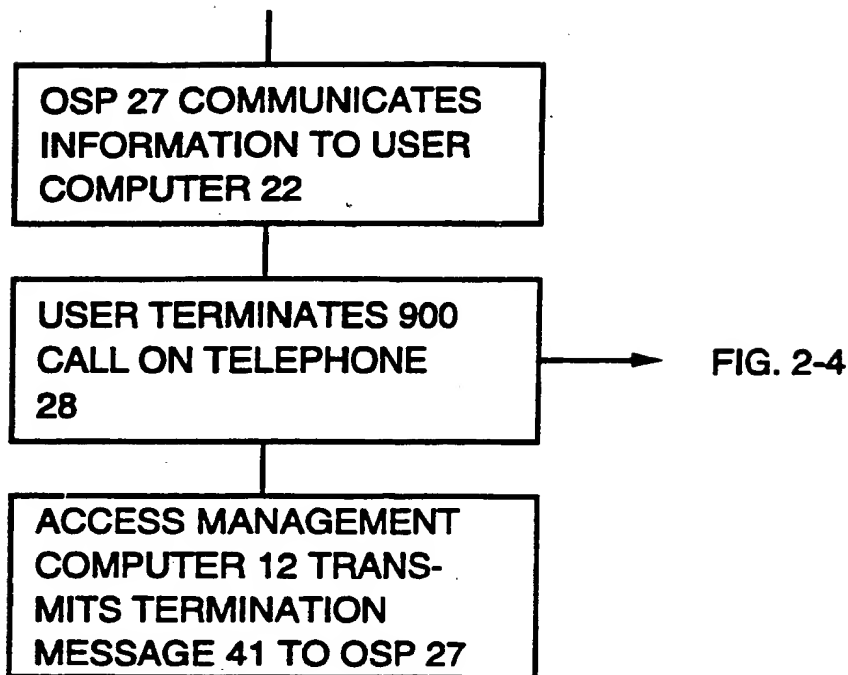 OSP 27 COMMUNICATES
INFORMATION TO USER
COMPUTER 22
USER TERMINATES 900
CALL ON TELEPHONE
28
FIG. 2-4
ACCESS MANAGEMENT
COMPUTER 12 TRANS-
MITS TERMINATION
MESSAGE 41 TO OSP 27